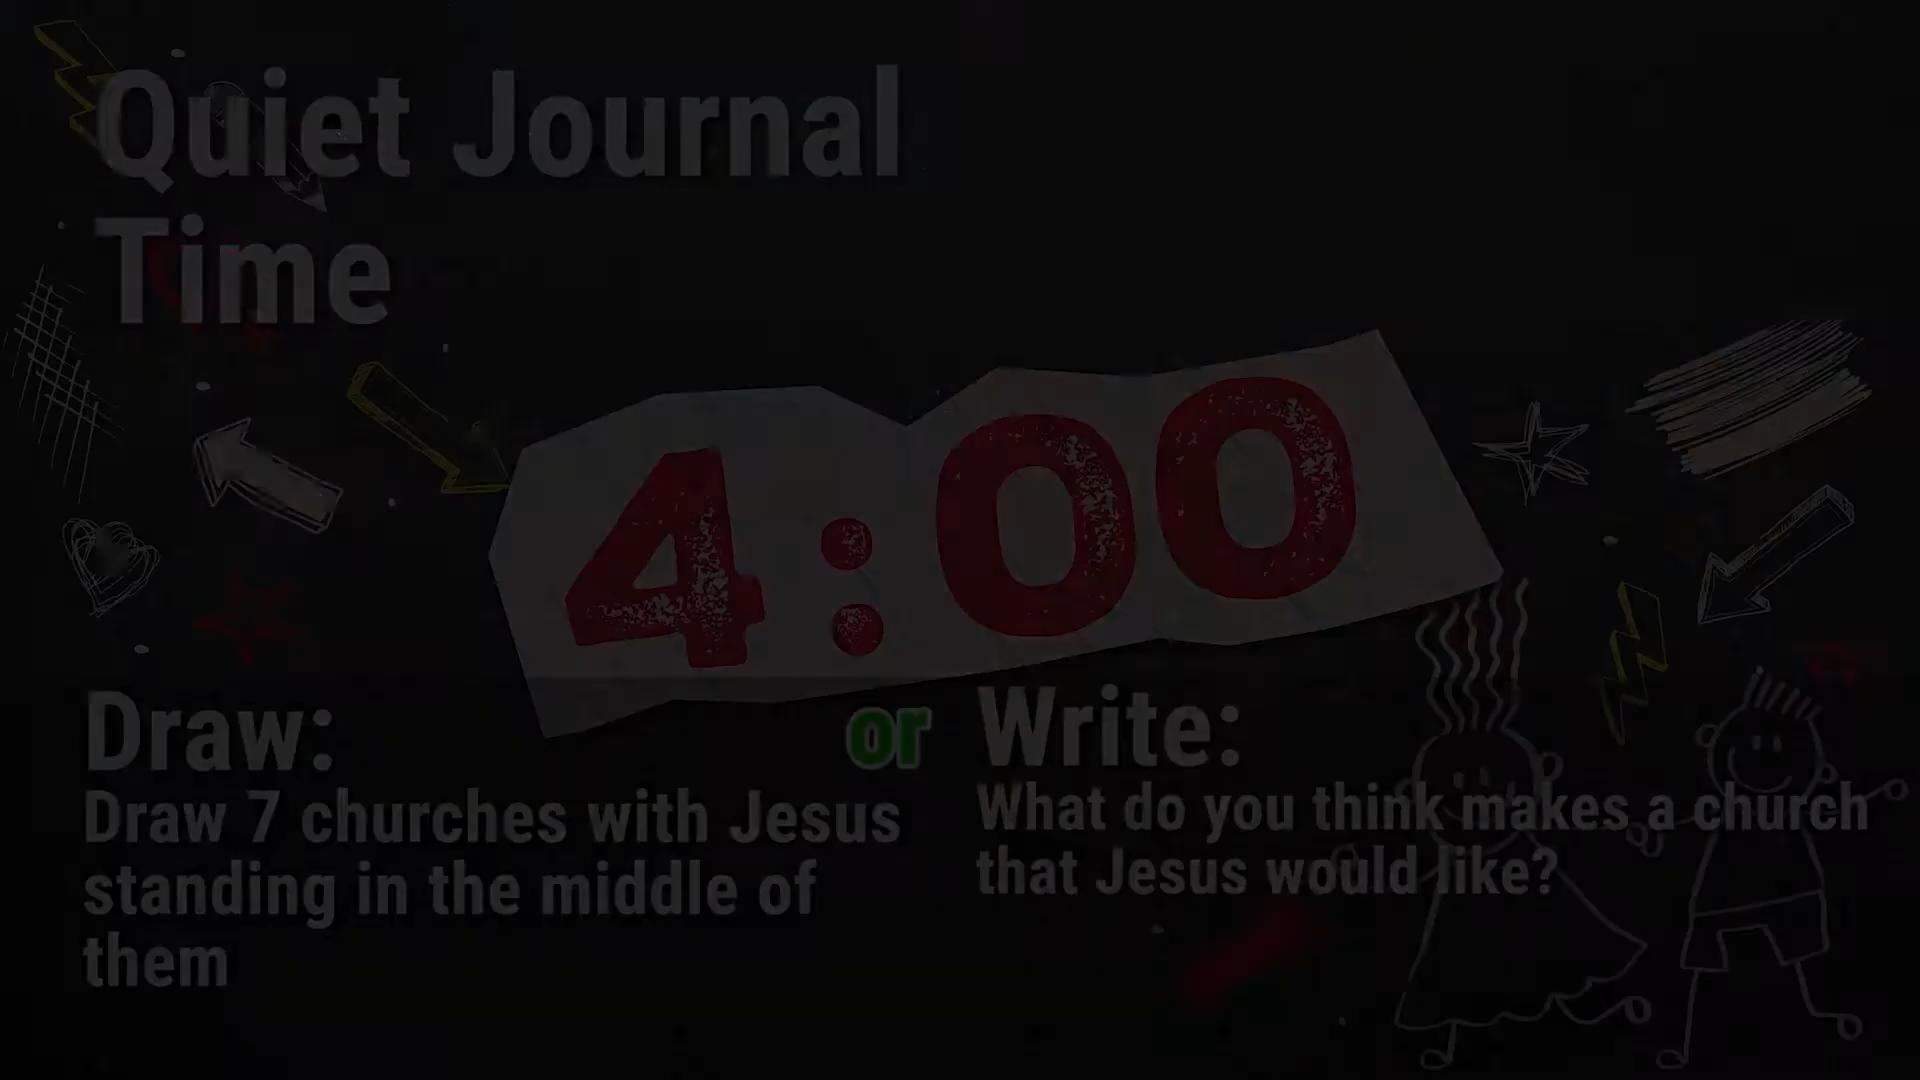 Quiet Journal
Time
4:00
Draw:
Draw 7 churches with Jesus
standing in the middle of
them
or
Write:
What do you think makes a church
that Jesus would like?